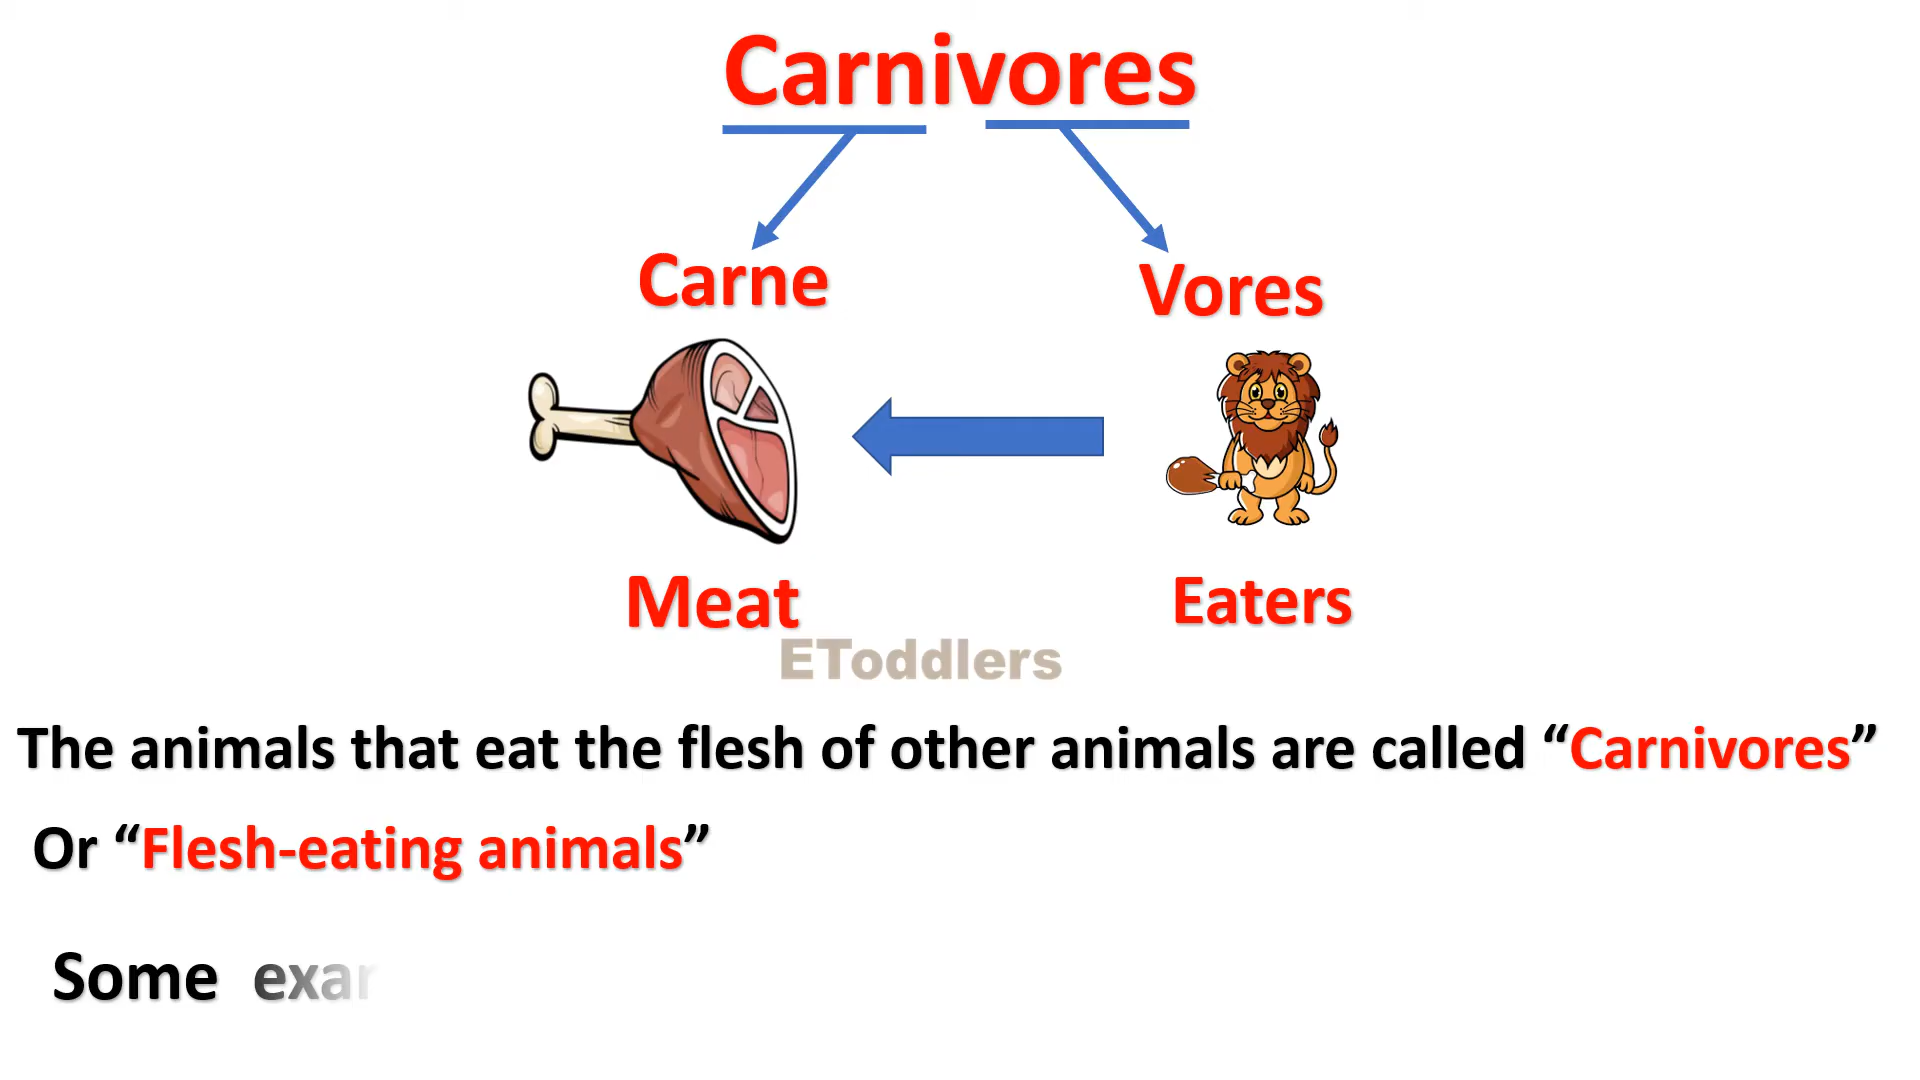 Carnivores
Carne
Vores
Meat
Eaters
EToddlers
The animals that eat the flesh of other animals are called “Carnivores”
Or “Flesh-eating animals”
Some